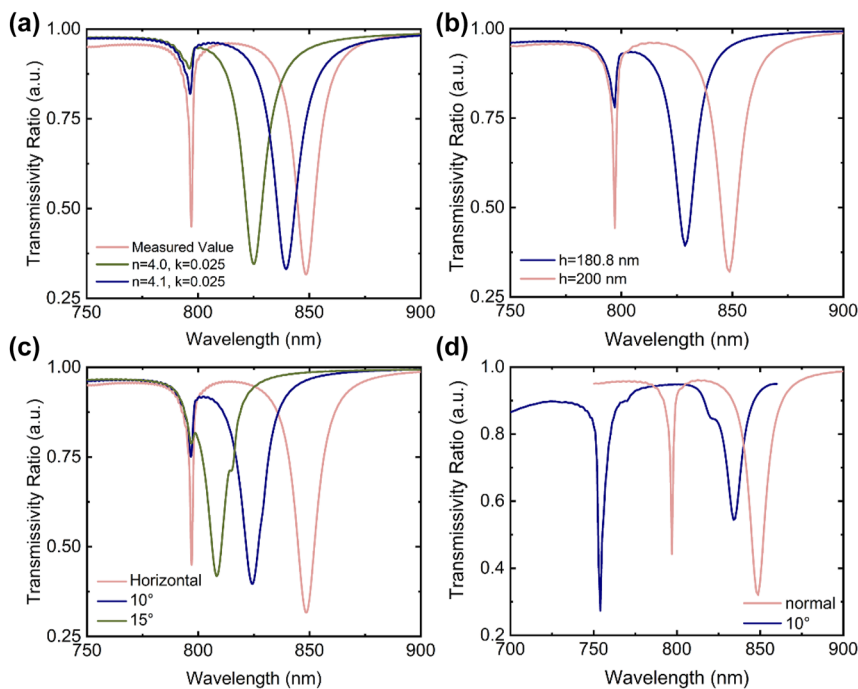 (a)
1.00
0.75
0.50
0.25
Transmissivity Ratio (a.u.)
Measured Value
n=4.0, k=0.025
n=4.1, k=0.025
750 800 850 900
Wavelength (nm)
(b)
1.00
0.75
0.50
0.25
Transmissivity Ratio (a.u.)
h=180.8 nm
h=200 nm
750 800 850 900
Wavelength (nm)
(c)
1.00
0.75
0.50
0.25
Transmissivity Ratio (a.u.)
Horizontal
10°
15°
750 800 850 900
Wavelength (nm)
(d)
1.0
0.8
0.6
0.4
0.2
Transmissivity Ratio (a.u.)
normal
10°
700 750 800 850 900
Wavelength (nm)